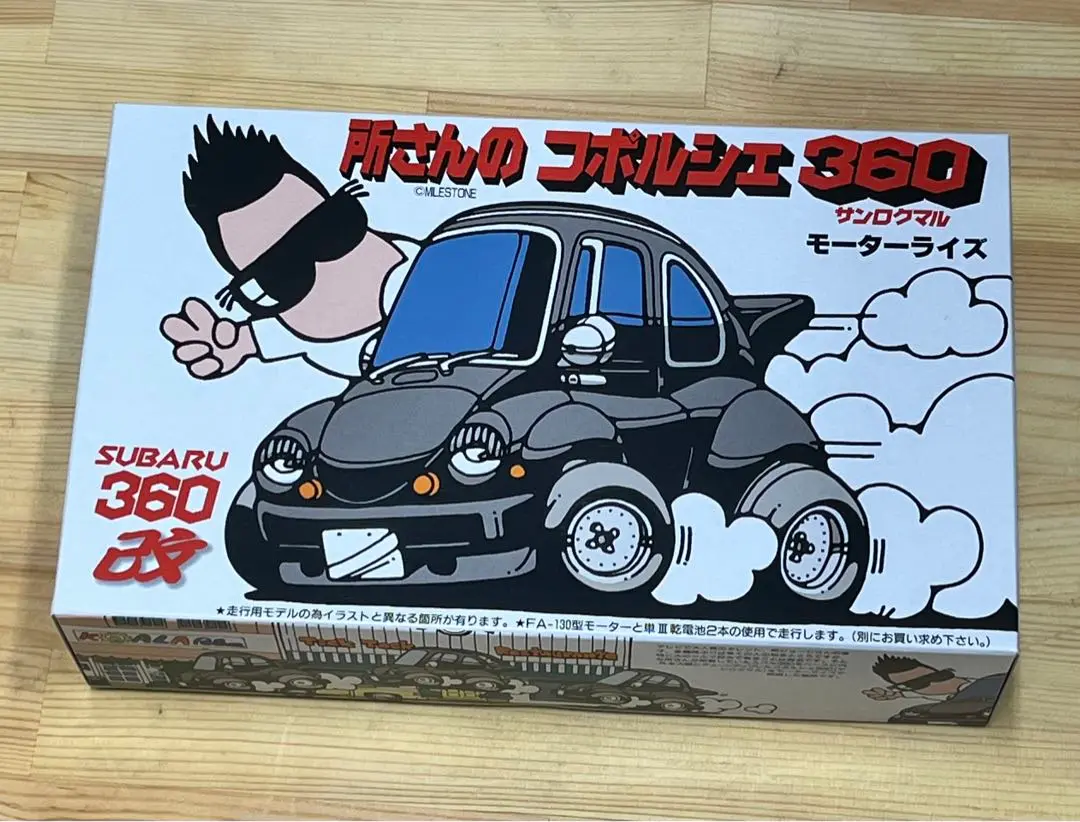 所さんの コポルシェ 360
©MILESTONE
サンロクマル
モーターライズ
SUBARU
360
改
★走行用モデルの為イラストと異なる箇所が有ります。★FA-130型モーターと単Ⅲ乾電池2本の使用で走行します。(別にお買い求め下さい。)